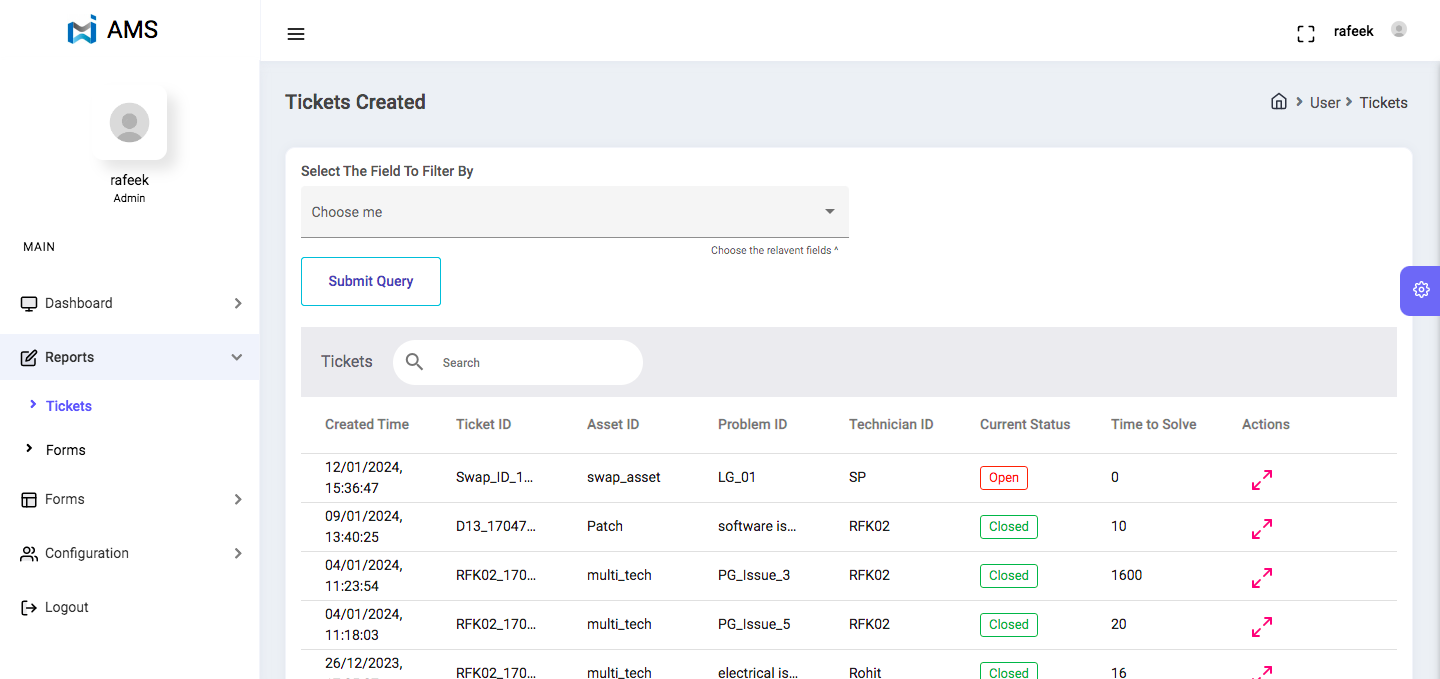 AMS
rafeek
rafeek
Admin
MAIN
Dashboard
Reports
Tickets
Forms
Forms
Configuration
Logout
Tickets Created
User
Tickets
Select The Field To Filter By
Choose me
Choose the relavent fields ^
Submit Query
Tickets
Search
Created Time Ticket ID Asset ID Problem ID Technician ID Current Status Time to Solve Actions
12/01/2024,
15:36:47 Swap_ID_1... swap_asset LG_01 SP Open 0
09/01/2024,
13:40:25 D13_17047... Patch software is... RFK02 Closed 10
04/01/2024,
11:23:54 RFK02_170... multi_tech PG_Issue_3 RFK02 Closed 1600
04/01/2024,
11:18:03 RFK02_170... multi_tech PG_Issue_5 RFK02 Closed 20
26/12/2023,
RFK02_170... multi_tech electrical is... Rohit Closed 16